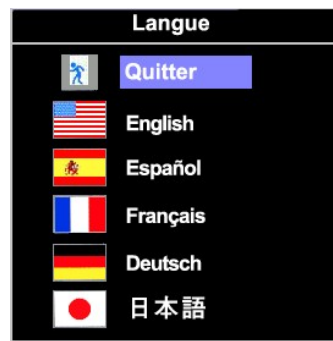 Langue
Quitter
English
Español
Français
Deutsch
日本語